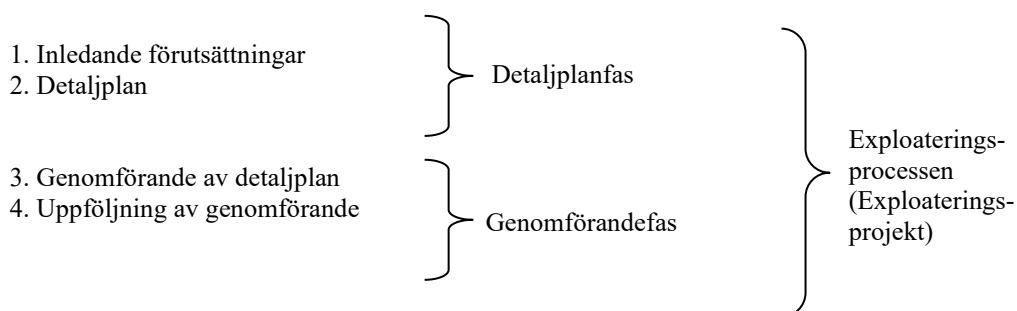 1. Inledande förutsättningar
2. Detaljplan
Detaljplanfas
3. Genomförande av detaljplan
4. Uppföljning av genomförande
Genomförandefas
Exploaterings-
processen
(Exploaterings-
projekt)